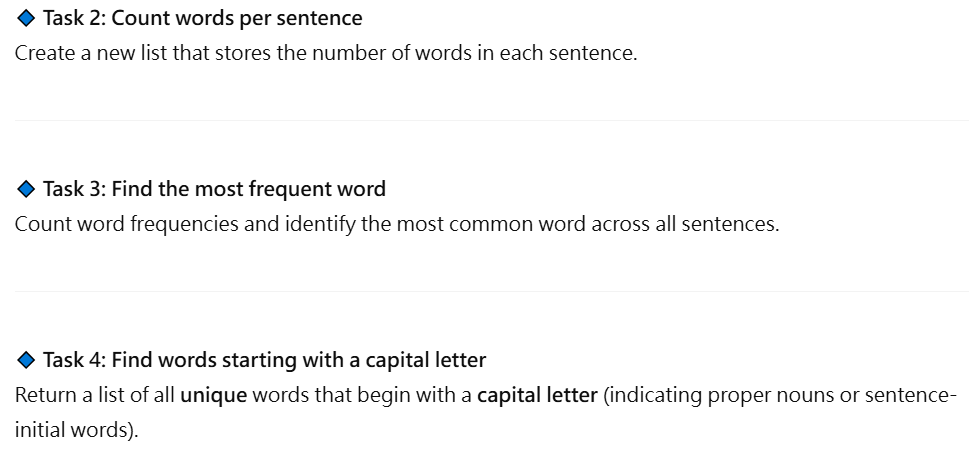 🔷 Task 2: Count words per sentence
Create a new list that stores the number of words in each sentence.
🔷 Task 3: Find the most frequent word
Count word frequencies and identify the most common word across all sentences.
🔷 Task 4: Find words starting with a capital letter
Return a list of all unique words that begin with a capital letter (indicating proper nouns or sentence-
initial words).